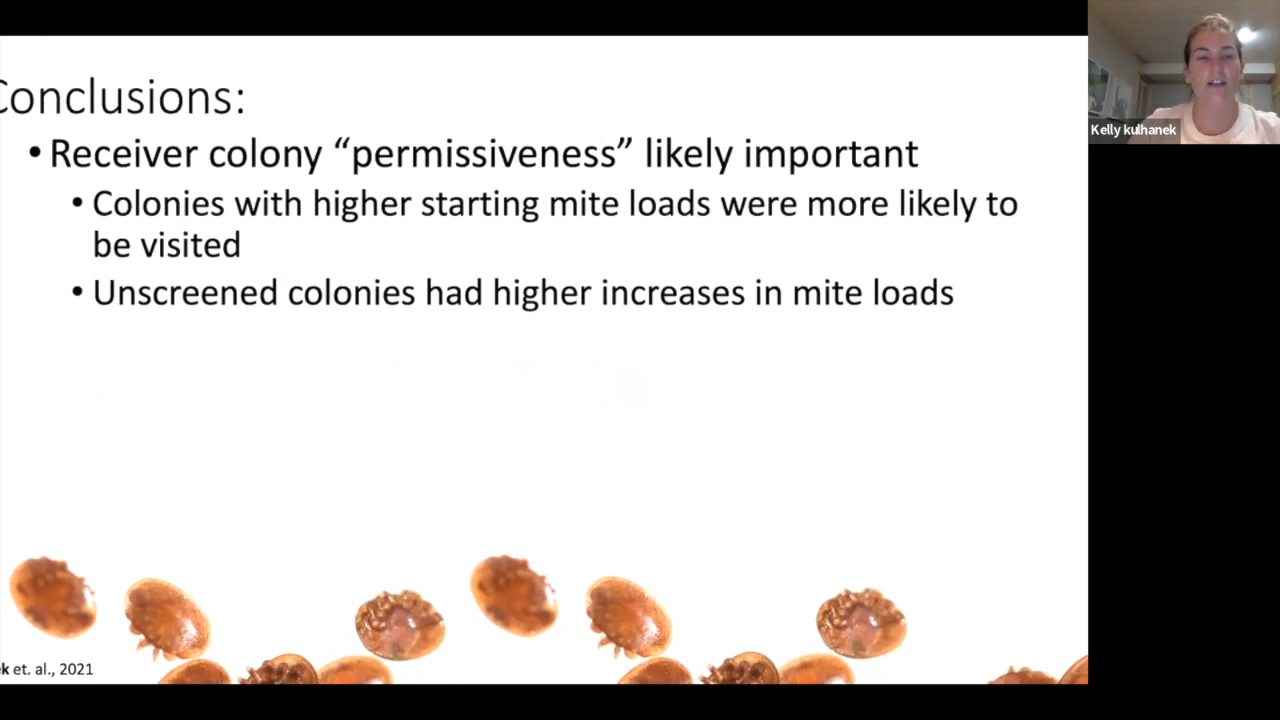 Conclusions:
• Receiver colony “permissiveness” likely important
• Colonies with higher starting mite loads were more likely to
be visited
• Unscreened colonies had higher increases in mite loads
k et. al., 2021
Kelly kulhanek